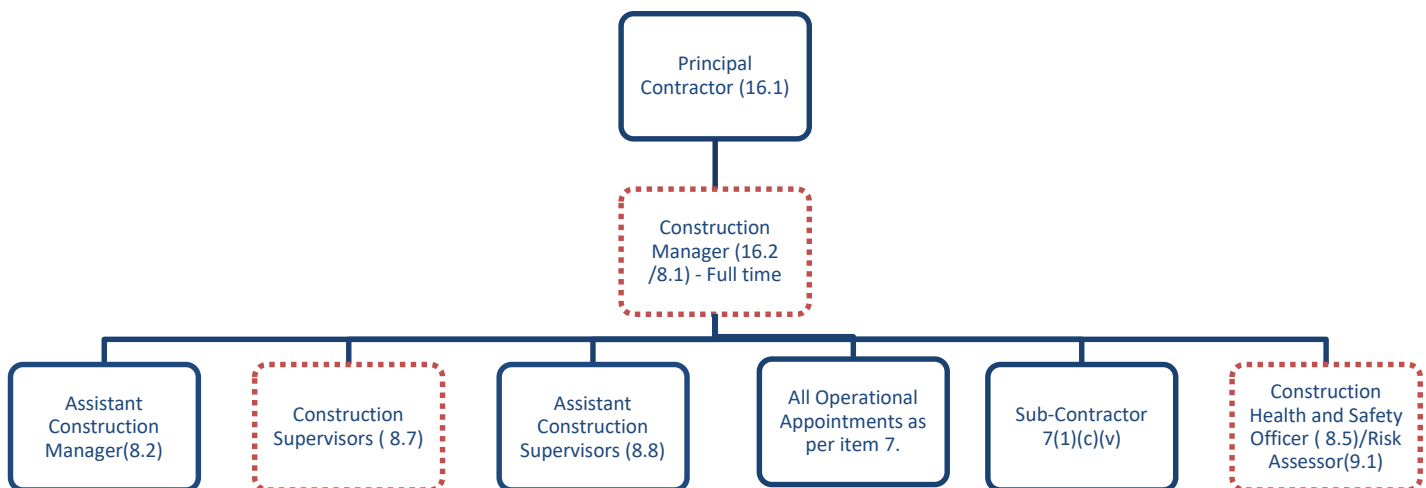 Principal
Contractor (16.1)
Construction
Manager (16.2
/8.1) - Full time
Assistant
Construction
Manager(8.2)
Construction
Supervisors ( 8.7)
Assistant
Construction
Supervisors (8.8)
All Operational
Appointments as
per item 7.
Sub-Contractor
7(1)(c)(v)
Construction
Health and Safety
Officer ( 8.5)/Risk
Assessor(9.1)